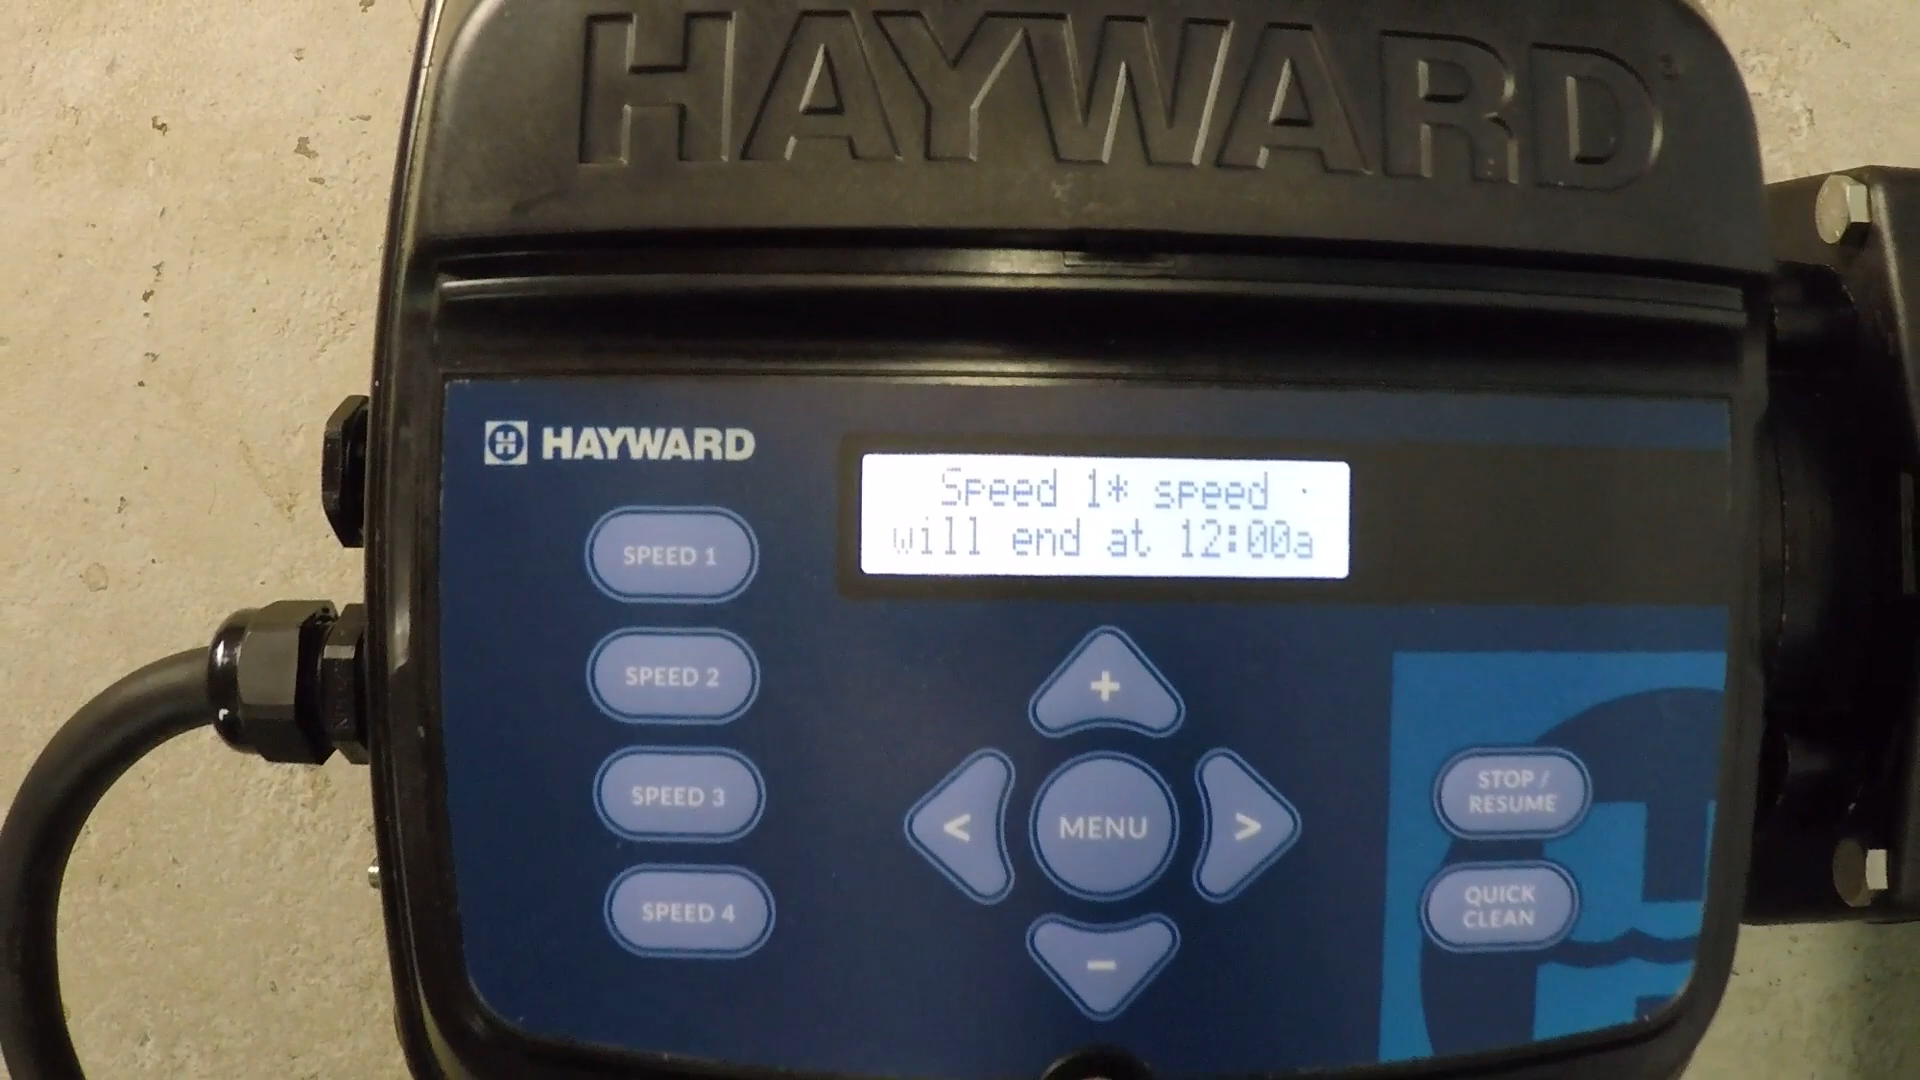 HAYWARD
HAYWARD
Speed 1* speed
will end at 12:00a
SPEED 1
SPEED 2
SPEED 3
SPEED 4
+
<
MENU
>
−
STOP /
RESUME
QUICK
CLEAN